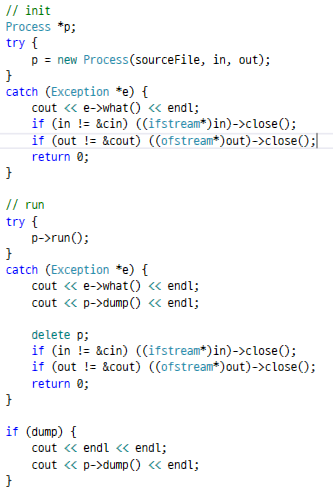 // init
Process *p;
try {
    p = new Process(sourceFile, in, out);
}
catch (Exception *e) {
    cout << e->what() << endl;
    if (in != &cin) ((ifstream*)in)->close();
    if (out != &cout) ((ofstream*)out)->close();
    return 0;
}

// run
try {
    p->run();
}
catch (Exception *e) {
    cout << e->what() << endl;
    cout << p->dump() << endl;

    delete p;
    if (in != &cin) ((ifstream*)in)->close();
    if (out != &cout) ((ofstream*)out)->close();
    return 0;
}

if (dump) {
    cout << endl << endl;
    cout << p->dump() << endl;
}